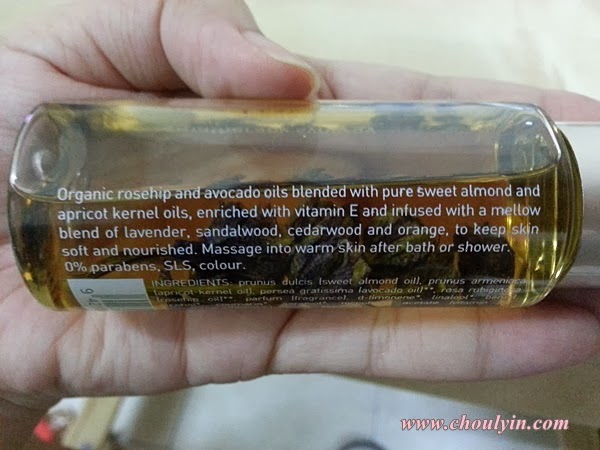 Organic rosehip and avocado oils blended with pure sweet almond and
apricot kernel oils, enriched with vitamin E and infused with a mellow
blend of lavender, sandalwood, cedarwood and orange, to keep skin
soft and nourished. Massage into warm skin after bath or shower.
0% parabens, SLS, colour.
INGREDIENTS: prunus dulcis (sweet almond oil), prunus armeniaca
(apricot kernel oil), persea gratissima (avocado oil)**, rosa rubiginosa
(rosehip oil)** parfum (fragrance), d-limonene*, linalool*
www.choulyin.com